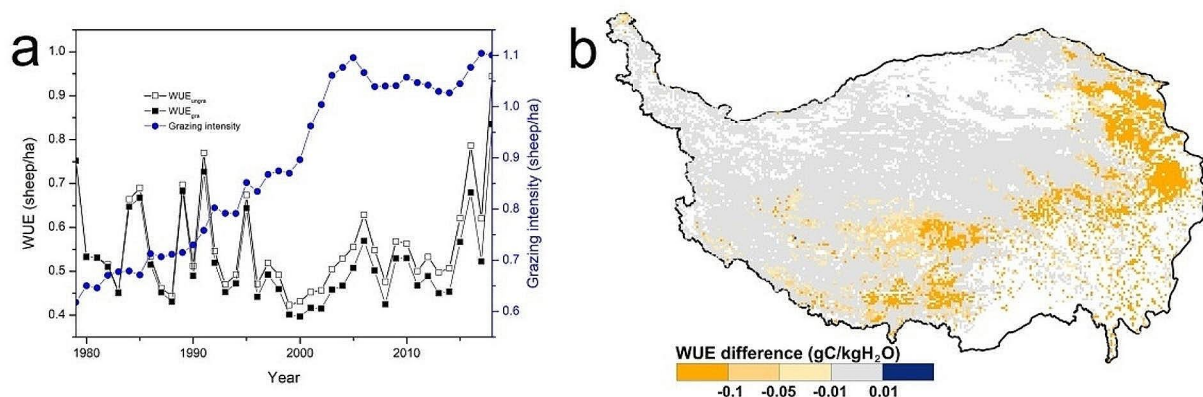 a
WUE (sheep/ha)
1.0
0.9
0.8
0.7
0.6
0.5
0.4
WUEungra
WUEgra
Grazing intensity
1980
1990
2000
2010
Year
1.1
1.0
0.9
0.8
0.7
0.6
Grazing intensity (sheep/ha)
b
WUE difference (gC/kgH₂O)
-0.1 -0.05 -0.01 0.01